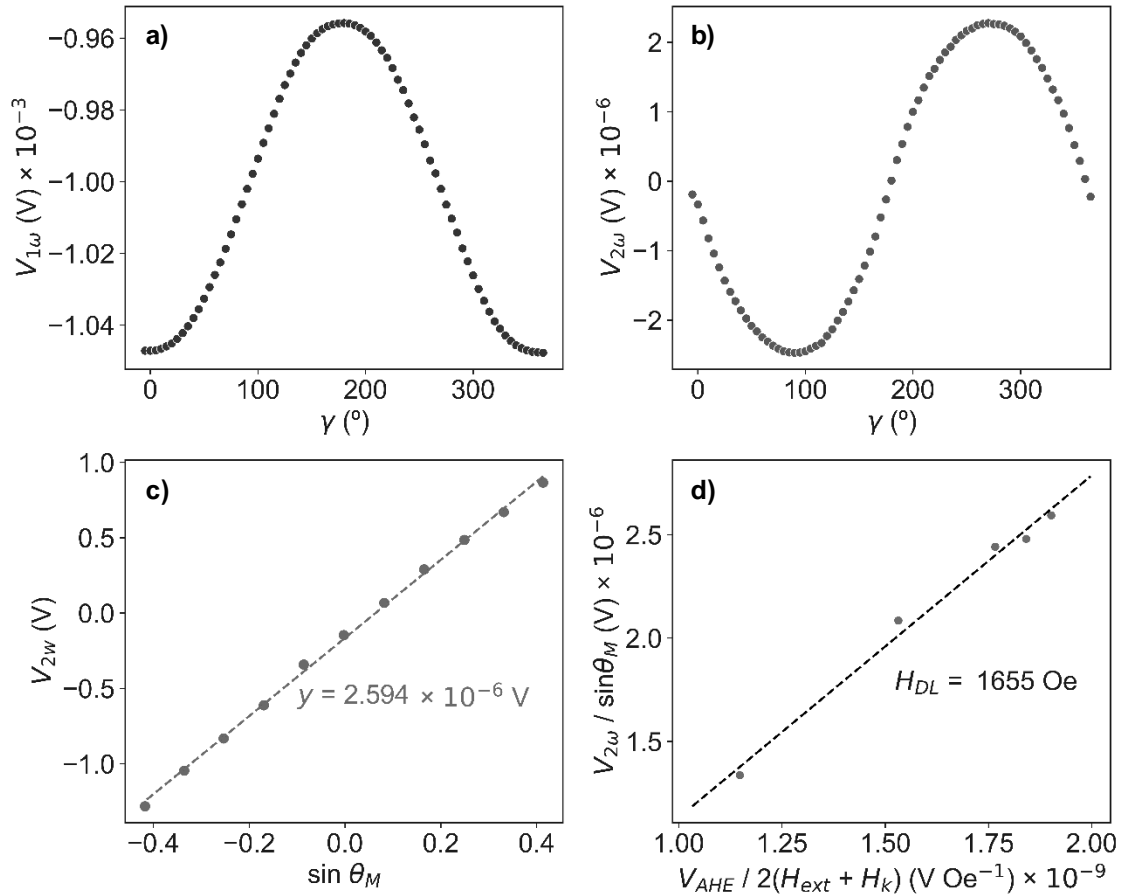 a)
V1ω (V) × 10−3
−0.96
−0.98
−1.00
−1.02
−1.04
0 100 200 300
γ (º)
b)
V2ω (V) × 10−6
2
1
0
−1
−2
0 100 200 300
γ (º)
c)
V2w (V)
1.0
0.5
0.0
−0.5
−1.0
y = 2.594 × 10−6 V
−0.4 −0.2 0.0 0.2 0.4
sin θM
d)
V2ω / sinθM (V) × 10−6
2.5
2.0
1.5
HDL = 1655 Oe
1.00 1.25 1.50 1.75 2.00
VAHE / 2(Hext + Hk) (V Oe−1) × 10−9